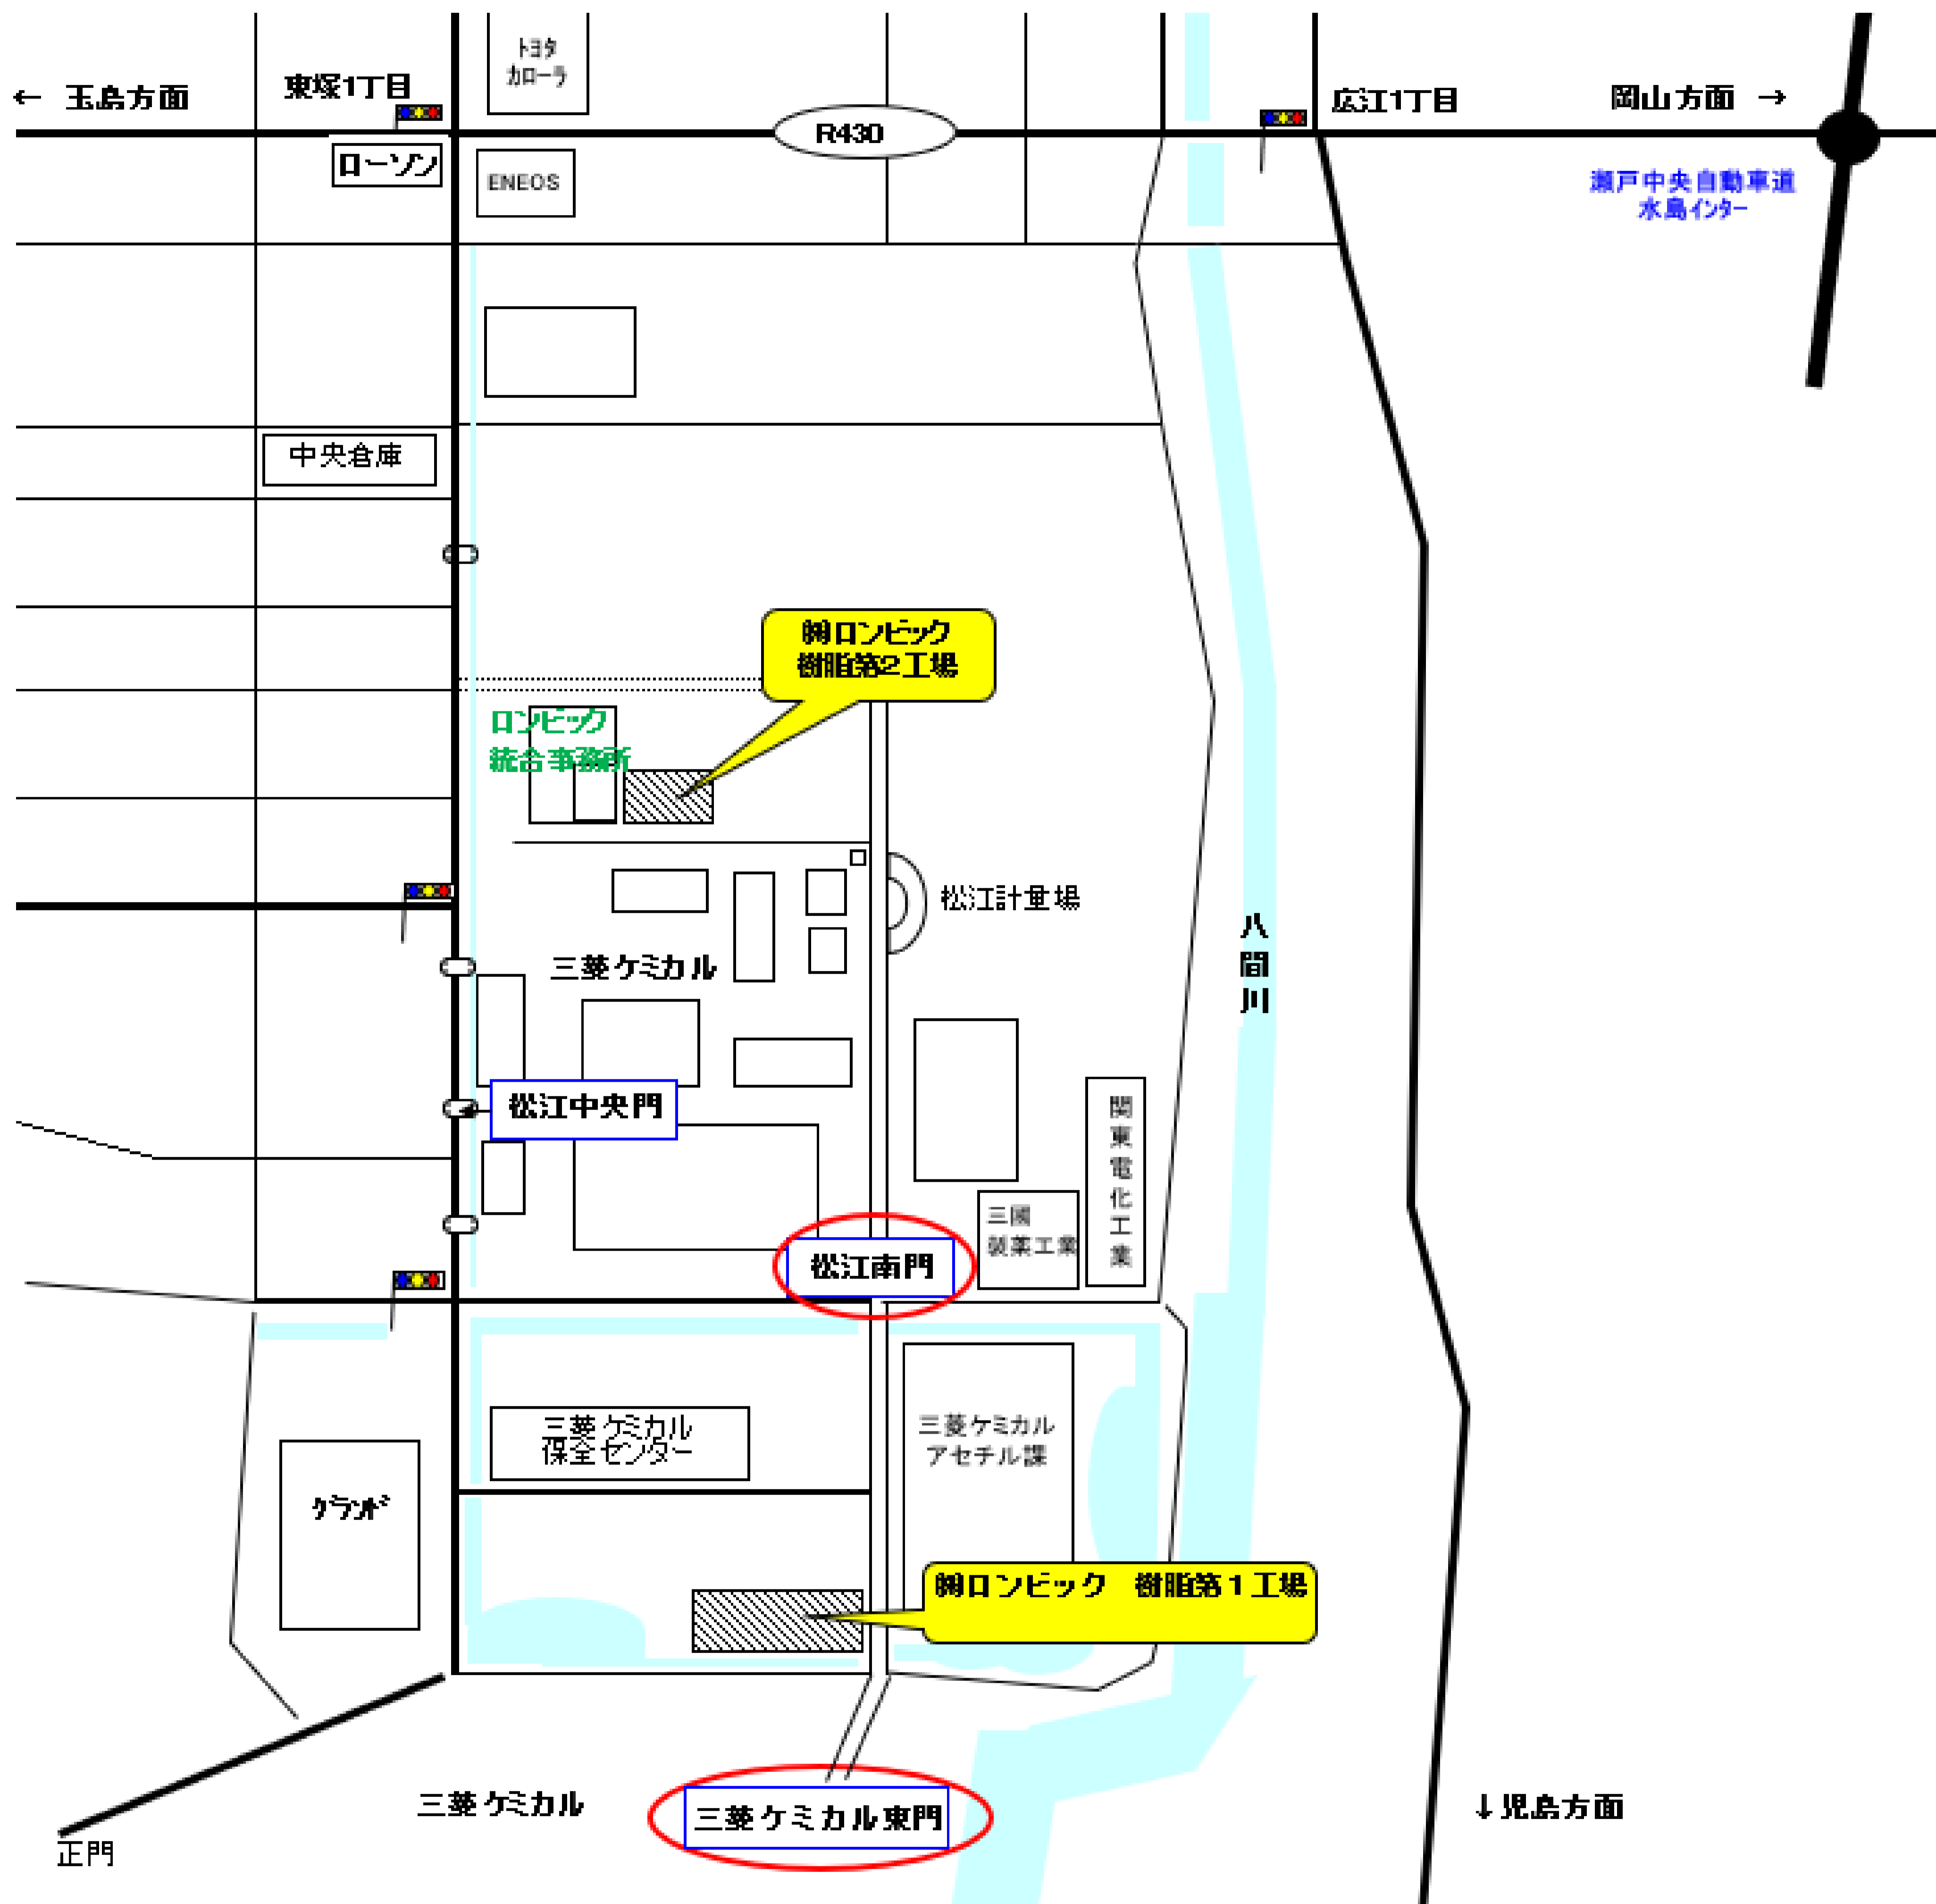 トヨタ
カローラ
← 玉島方面
東塚1丁目
広江1丁目
岡山方面 →
R430
ローソン
ENEOS
瀬戸中央自動車道
水島インター
中央倉庫
㈱ロンビック
樹脂第2工場
ロンビック
統合事務所
松江計量場
八間川
三菱ケミカル
松江中央門
関東電化工業
三國
製薬工業
松江南門
三菱ケミカル
保全センター
三菱ケミカル
アセチル課
グランド
㈱ロンビック 樹脂第1工場
三菱ケミカル
三菱ケミカル東門
↓児島方面
正門